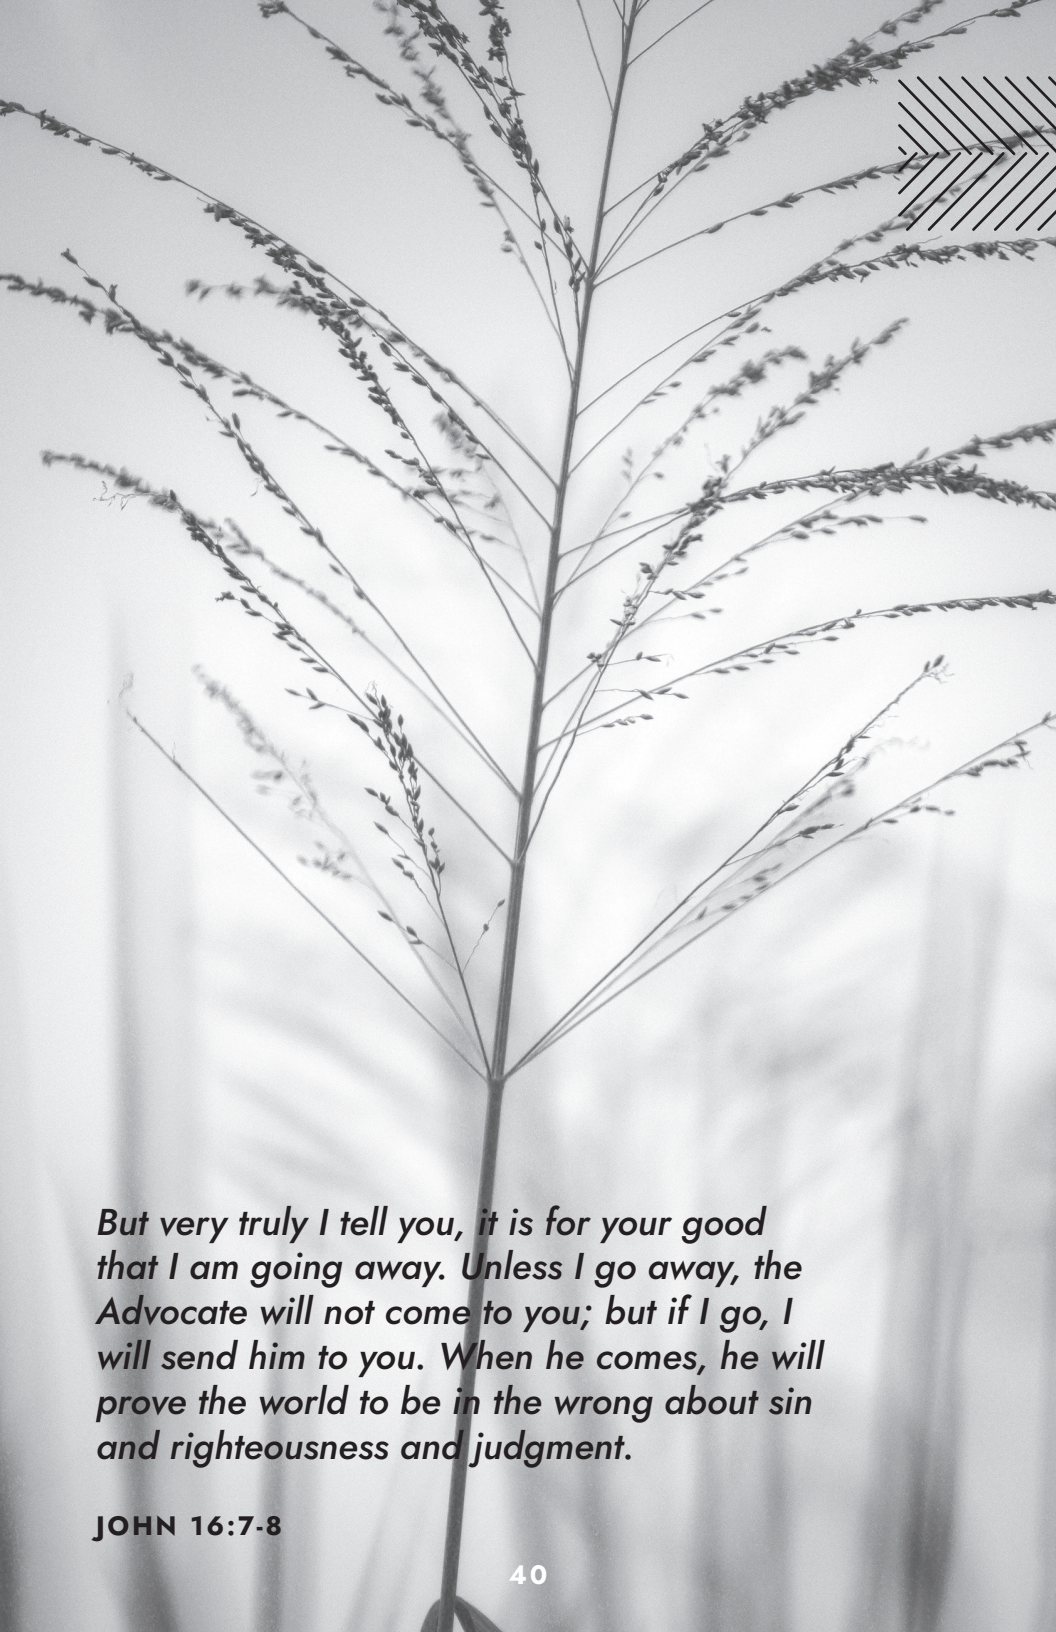 But very truly I tell you, it is for your good
that I am going away. Unless I go away, the
Advocate will not come to you; but if I go, I
will send him to you. When he comes, he will
prove the world to be in the wrong about sin
and righteousness and judgment.
JOHN 16:7-8
40